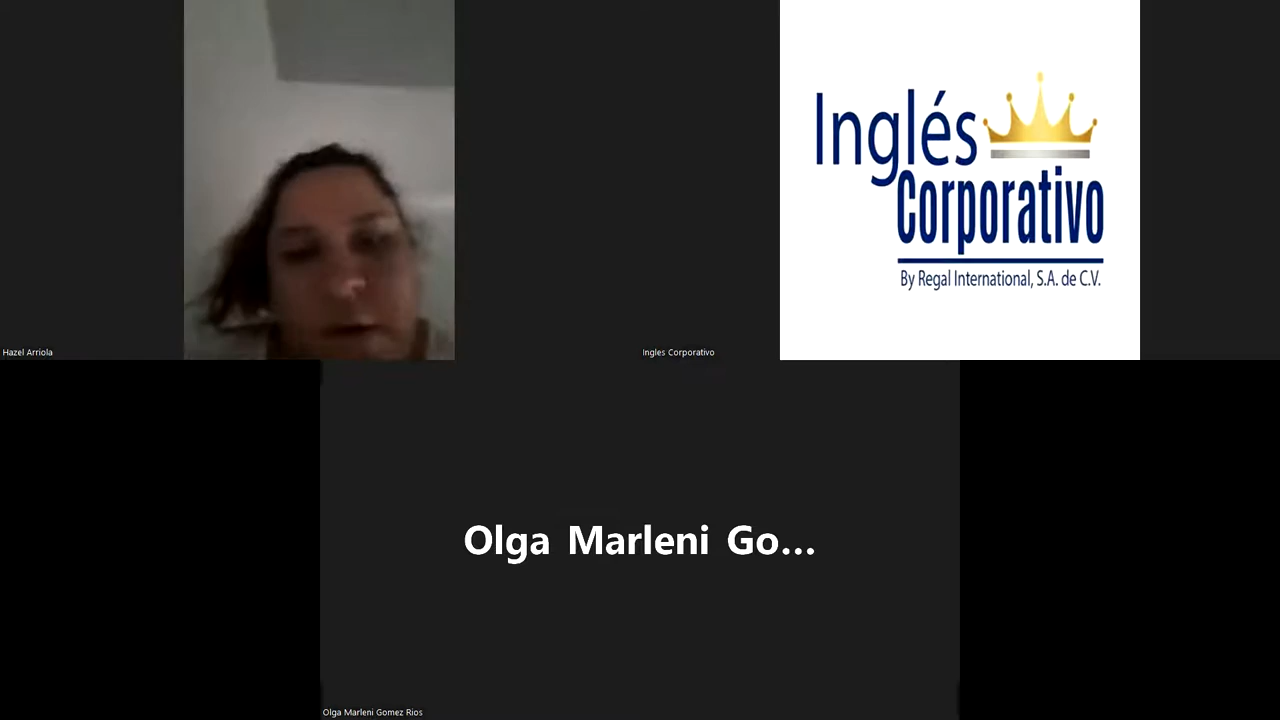 Inglés
Corporativo
By Regal International, S.A. de C.V.
Hazel Arriola
Ingles Corporativo
Olga Marleni Go...
Olga Marleni Gomez Rios